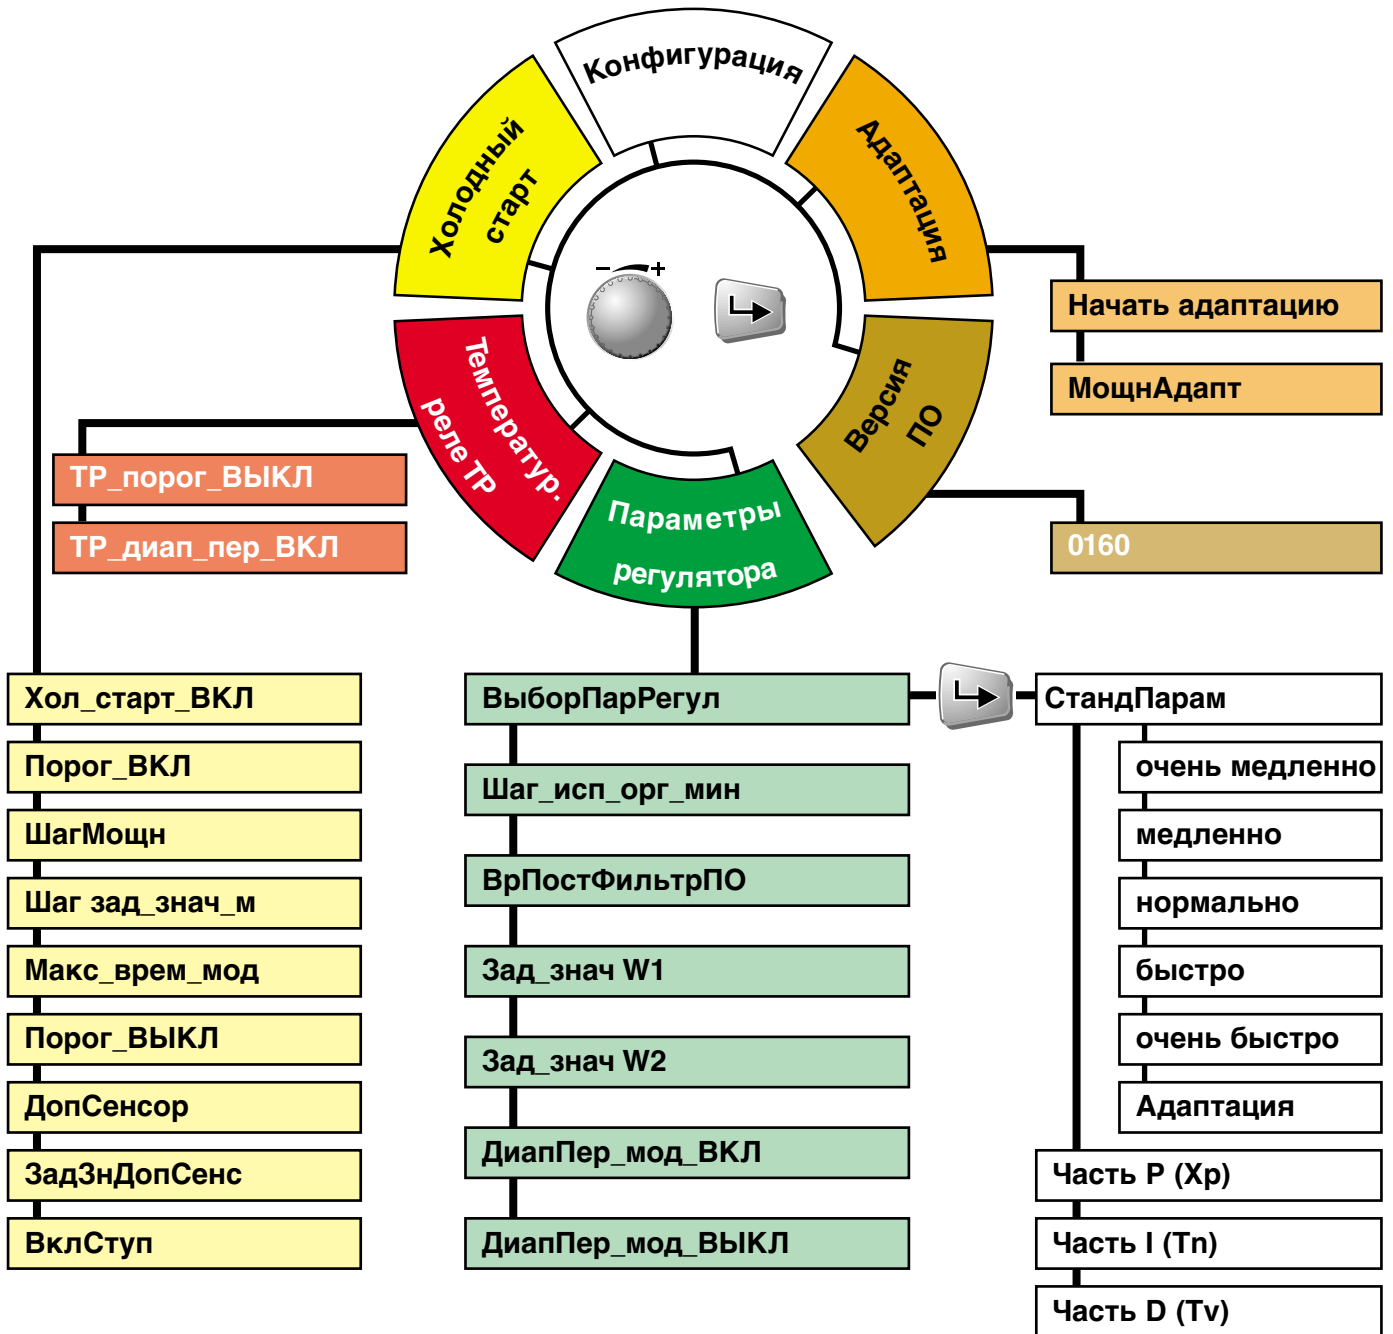 Конфигурация
Холодный
старт
Адаптация
− +
Температур.
реле ТР
Версия
ПО
Параметры
регулятора
Начать адаптацию
МощнАдапт
ТР_порог_ВЫКЛ
ТР_диап_пер_ВКЛ
0160
Хол_старт_ВКЛ
Порог_ВКЛ
ШагМощн
Шаг зад_знач_м
Макс_врем_мод
Порог_ВЫКЛ
ДопСенсор
ЗадЗнДопСенс
ВклСтуп
ВыборПарРегул
Шаг_исп_орг_мин
ВрПостФильтрПО
Зад_знач W1
Зад_знач W2
ДиапПер_мод_ВКЛ
ДиапПер_мод_ВЫКЛ
СтандПарам
очень медленно
медленно
нормально
быстро
очень быстро
Адаптация
Часть P (Xp)
Часть I (Tn)
Часть D (Tv)